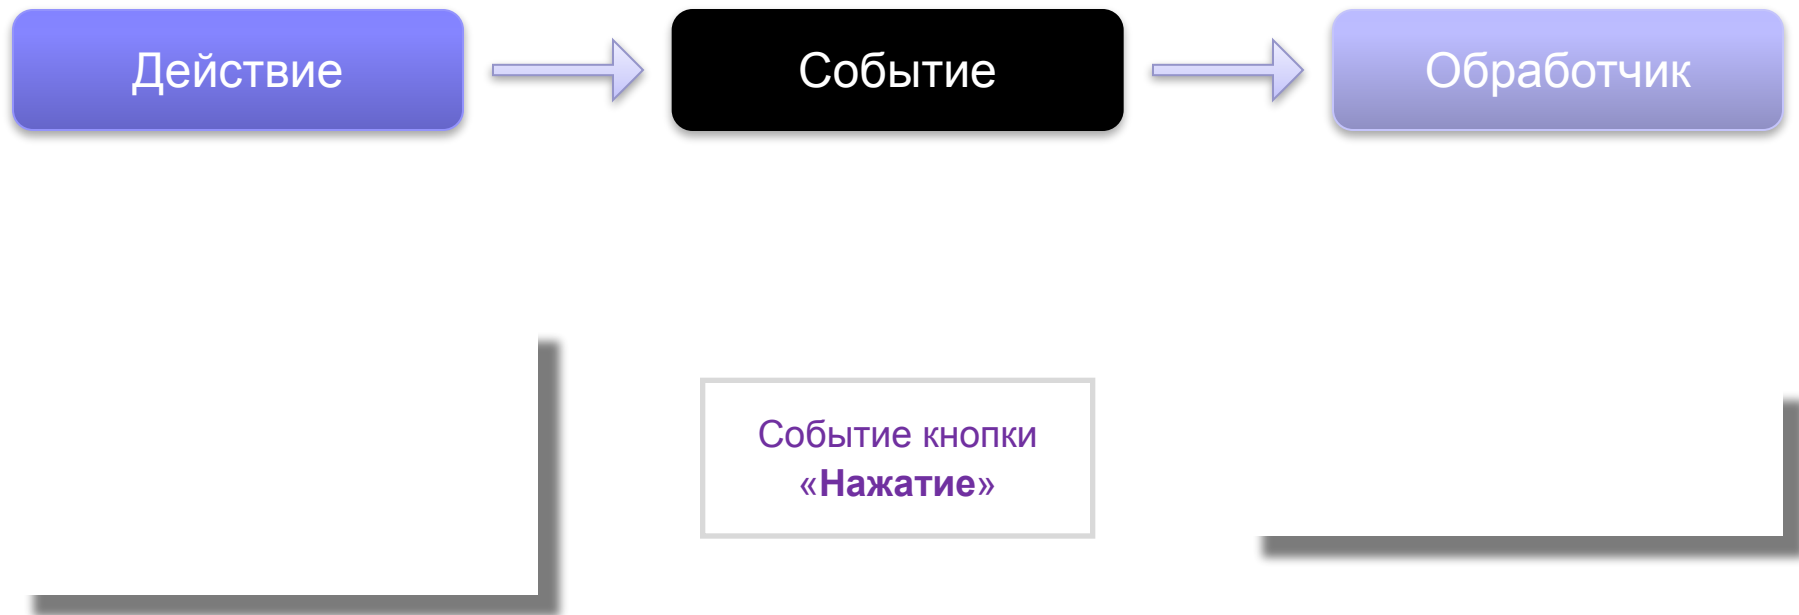 Действие
Событие
Обработчик
Событие кнопки
«Нажатие»